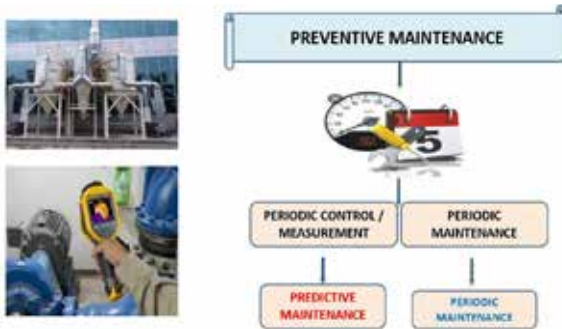 PREVENTIVE MAINTENANCE
5
PERIODIC CONTROL /
MEASUREMENT
PERIODIC
MAINTENANCE
PREDICTIVE
MAINTENANCE
PERIODIC
MAINTENANCE